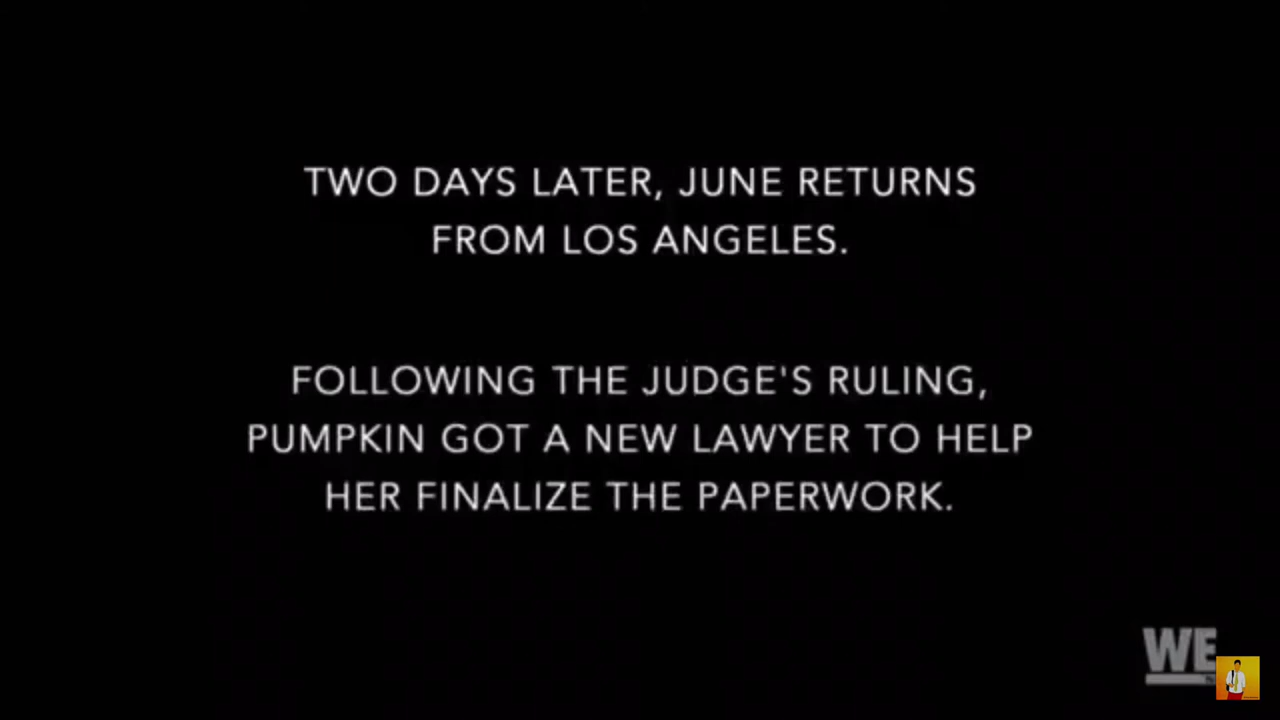 TWO DAYS LATER, JUNE RETURNS
FROM LOS ANGELES.
FOLLOWING THE JUDGE'S RULING,
PUMPKIN GOT A NEW LAWYER TO HELP
HER FINALIZE THE PAPERWORK.
WE